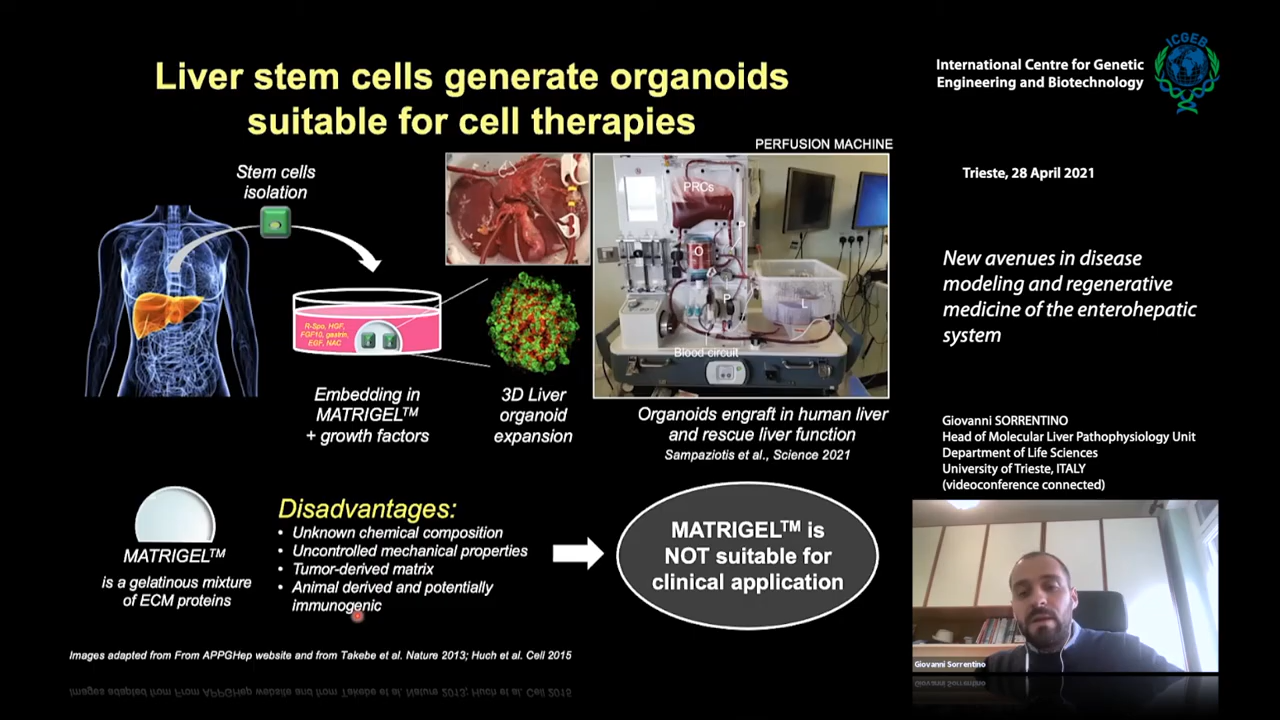 Liver stem cells generate organoids
suitable for cell therapies
Stem cells
isolation
R-Spo, HGF,
FGF10, gastrin,
EGF, NAC
Embedding in
MATRIGEL™
+ growth factors
3D Liver
organoid
expansion
PERFUSION MACHINE
PRCs
P
O
P
L
Blood circuit
Organoids engraft in human liver
and rescue liver function
Sampaziotis et al., Science 2021
MATRIGEL™
is a gelatinous mixture
of ECM proteins
Disadvantages:
• Unknown chemical composition
• Uncontrolled mechanical properties
• Tumor-derived matrix
• Animal derived and potentially
immunogenic
MATRIGEL™ is
NOT suitable for
clinical application
Images adapted from From APPGHep website and from Takebe et al. Nature 2013; Huch et al. Cell 2015
International Centre for Genetic
Engineering and Biotechnology
ICGEB
Trieste, 28 April 2021
New avenues in disease
modeling and regenerative
medicine of the enterohepatic
system
Giovanni SORRENTINO
Head of Molecular Liver Pathophysiology Unit
Department of Life Sciences
University of Trieste, ITALY
(videoconference connected)
Giovanni Sorrentino